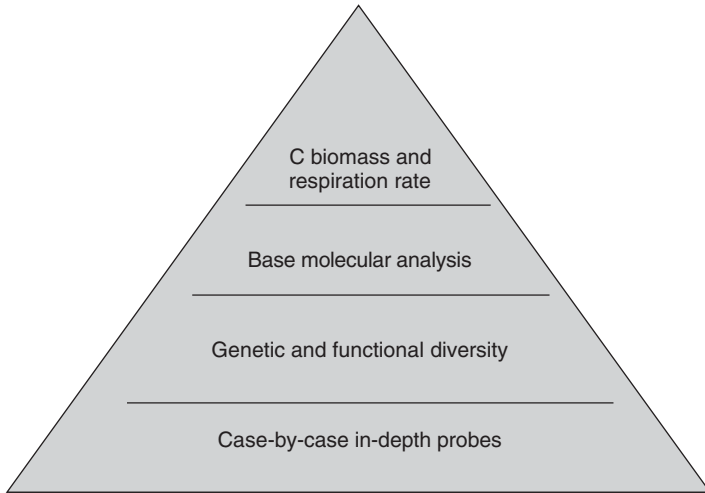 C biomass and
respiration rate
Base molecular analysis
Genetic and functional diversity
Case-by-case in-depth probes